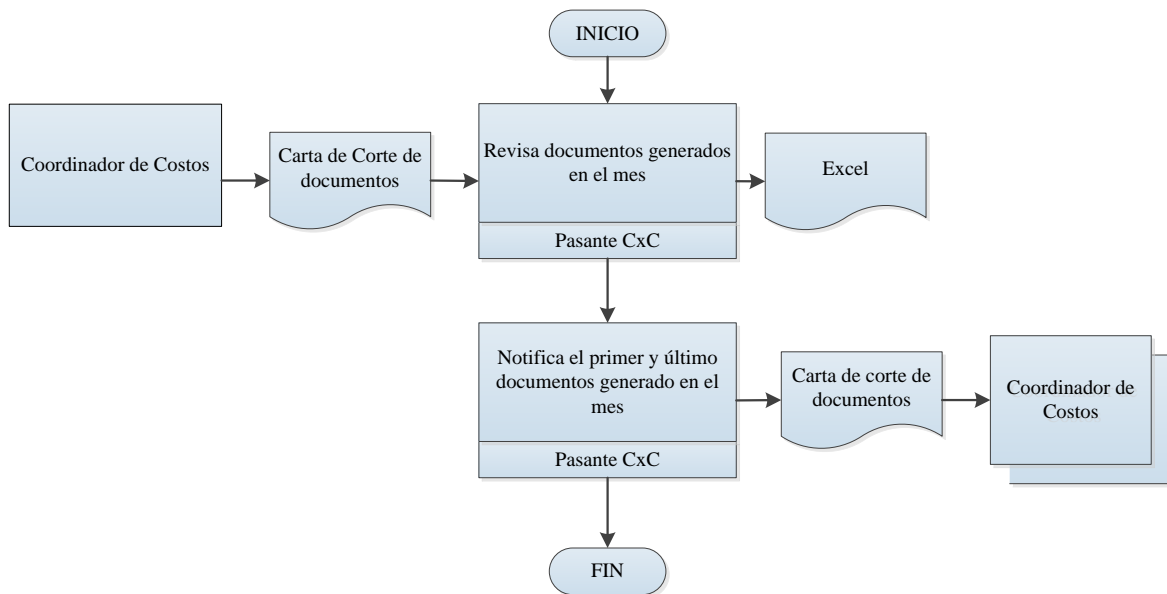 INICIO
Coordinador de Costos
Carta de Corte de
documentos
Revisa documentos generados
en el mes
Pasante CxC
Excel
Notifica el primer y último
documentos generado en el
mes
Pasante CxC
Carta de corte de
documentos
Coordinador de
Costos
FIN